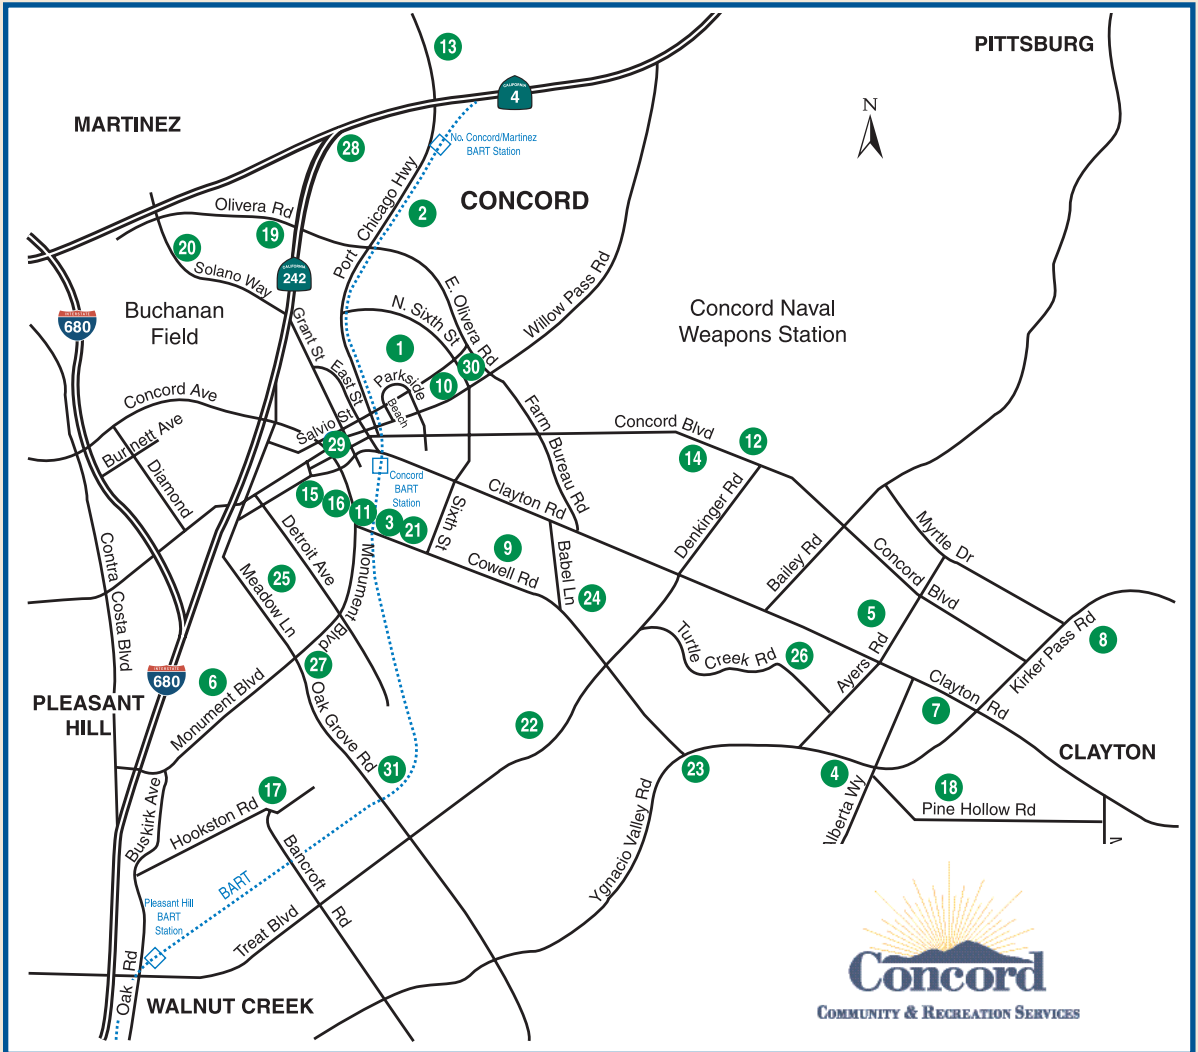 PITTSBURG
13
CALIFORNIA
4
N
MARTINEZ
No. Concord/Martinez
BART Station
28
CONCORD
Port Chicago Hwy
2
Olivera Rd
19
20
Solano Way
CALIFORNIA
242
E. Olivera Rd
Willow Pass Rd
Concord Naval
Weapons Station
INTERSTATE
680
Buchanan
Field
N. Sixth St
Grant St
1
East St
30
Parkside
10
Beach
Concord Ave
Burnett Ave
Diamond
Salvio St
29
Farm Bureau Rd
Concord Blvd
12
14
Concord
BART
Station
Clayton Rd
Denkinger Rd
15
16
11
3
21
Sixth St
Myrtle Dr
Detroit Ave
Monument Blvd
9
Cowell Rd
Babel Ln
Bailey Rd
Concord Blvd
Contra Costa Blvd
Meadow Ln
25
24
5
8
Kirker Pass Rd
Turtle Creek Rd
26
Ayers Rd
27
INTERSTATE
680
6
Monument Blvd
Oak Grove Rd
Clayton Rd
7
PLEASANT
HILL
22
CLAYTON
31
23
4
18
17
Buskirk Ave
Hookston Rd
Alberta Wy
Pine Hollow Rd
Bancroft Rd
Ygnacio Valley Rd
BART
Pleasant Hill
BART
Station
Treat Blvd
Oak Rd
WALNUT CREEK
Concord
COMMUNITY & RECREATION SERVICES